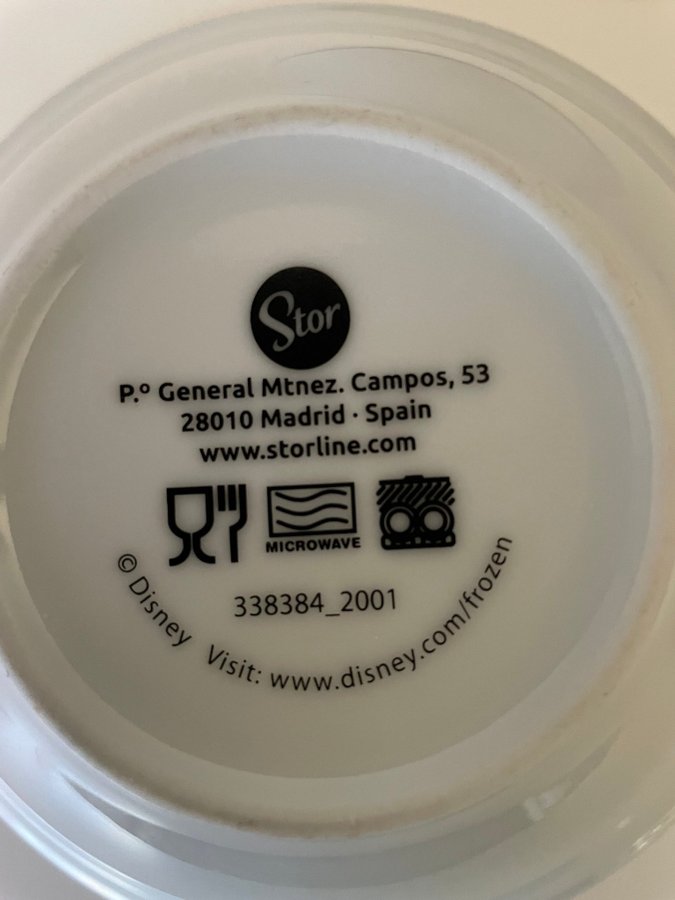 Stor
P.º General Mtnez. Campos, 53
28010 Madrid · Spain
www.storline.com
MICROWAVE
338384_2001
© Disney Visit: www.disney.com/frozen